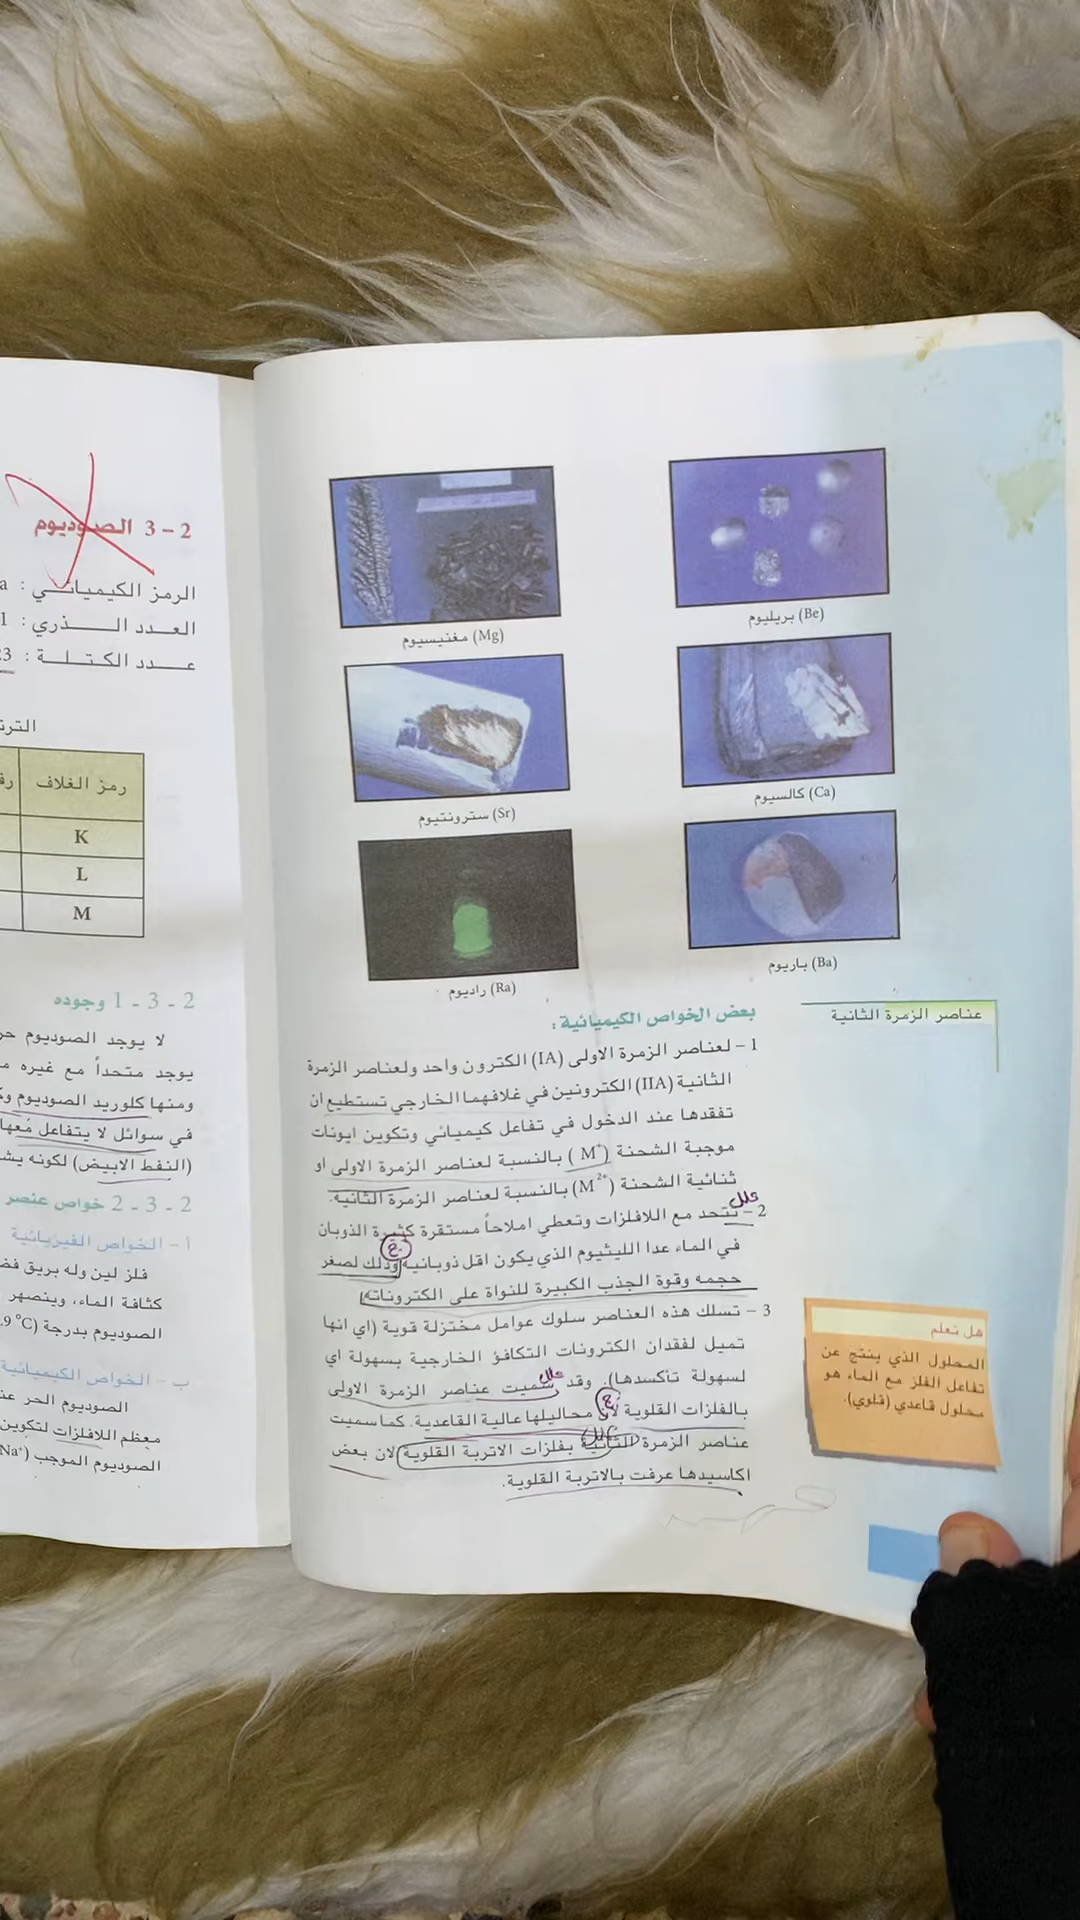 بريليوم (Be)
مغنيسيوم (Mg)
كالسيوم (Ca)
سترونتيوم (Sr)
باريوم (Ba)
راديوم (Ra)
عناصر الزمرة الثانية
بعض الخواص الكيميائية :
1 – لعناصر الزمرة الاولى (IA) الكترون واحد ولعناصر الزمرة
الثانية (IIA) الكترونين في غلافهما الخارجي تستطيع ان
تفقدها عند الدخول في تفاعل كيميائي وتكوين ايونات
موجبة الشحنة (M⁺) بالنسبة لعناصر الزمرة الاولى او
ثنائية الشحنة (M²⁺) بالنسبة لعناصر الزمرة الثانية.
علل
2 – تتحد مع اللافلزات وتعطي املاحاً مستقرة كثيرة الذوبان
في الماء عدا الليثيوم الذي يكون اقل ذوبانية وذلك لصغر
ج
حجمه وقوة الجذب الكبيرة للنواة على الكتروناته
3 – تسلك هذه العناصر سلوك عوامل مختزلة قوية (اي انها
تميل لفقدان الكترونات التكافؤ الخارجية بسهولة اي
لسهولة تأكسدها). وقد سميت عناصر الزمرة الاولى
علل
بالفلزات القلوية لان محاليلها عالية القاعدية. كما سميت
ج
عناصر الزمرة الثانية بفلزات الاتربة القلوية لان بعض
علل
اكاسيدها عرفت بالاتربة القلوية.
هل تعلم
المحلول الذي ينتج عن
تفاعل الفلز مع الماء هو
محلول قاعدي (قلوي).
2 – 3 الصوديوم
الرمز الكيميائي : a
العدد الذري : 1
عدد الكتلة : 23
رمز الغلاف
K
L
M
2 - 3 - 1 وجوده
لا يوجد الصوديوم
يوجد متحداً مع غيره
ومنها كلوريد الصوديوم
في سوائل لا يتفاعل معها
(النفط الابيض) لكونه
2 - 3 - 2 خواص عنصر
أ – الخواص الفيزيائية
فلز لين وله بريق
كثافة الماء، وينصهر
الصوديوم بدرجة (.9 °C
ب – الخواص الكيميائية
الصوديوم الحر
معظم اللافلزات لتكوين
الصوديوم الموجب (Na⁺